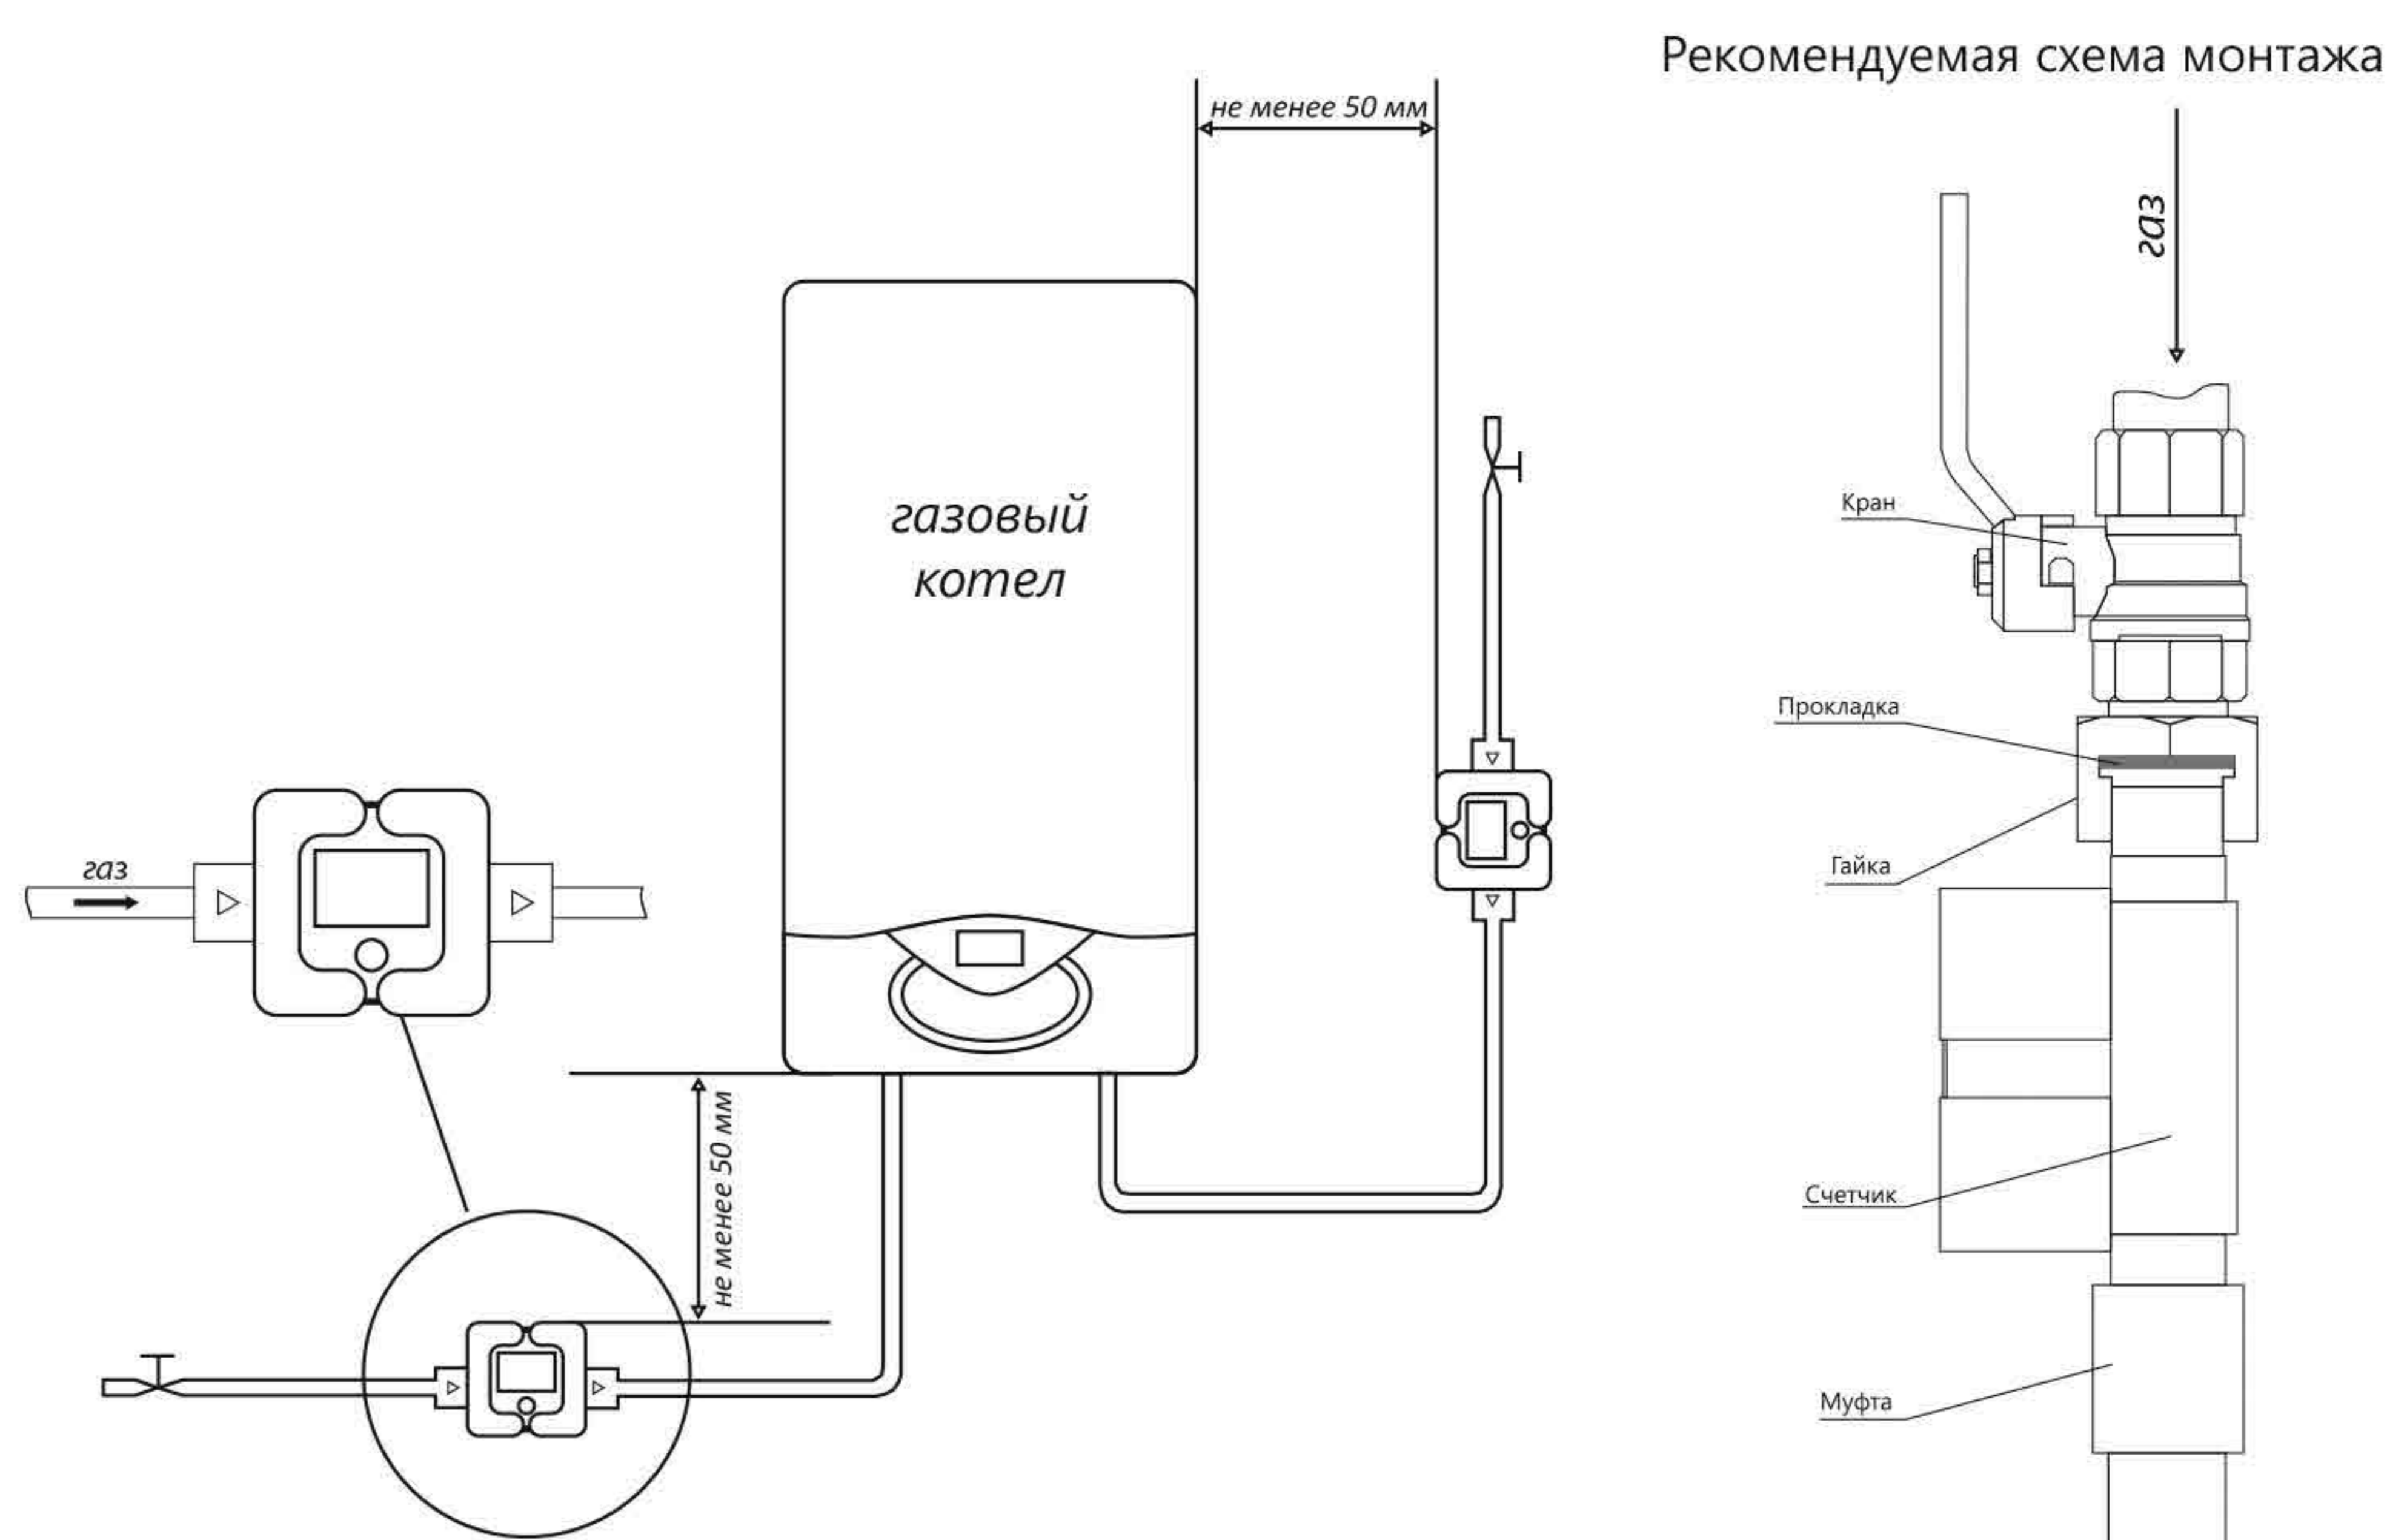 Рекомендуемая схема монтажа
не менее 50 мм
газ
газовый
котел
Кран
Прокладка
газ
Гайка
не менее 50 мм
Счетчик
Муфта